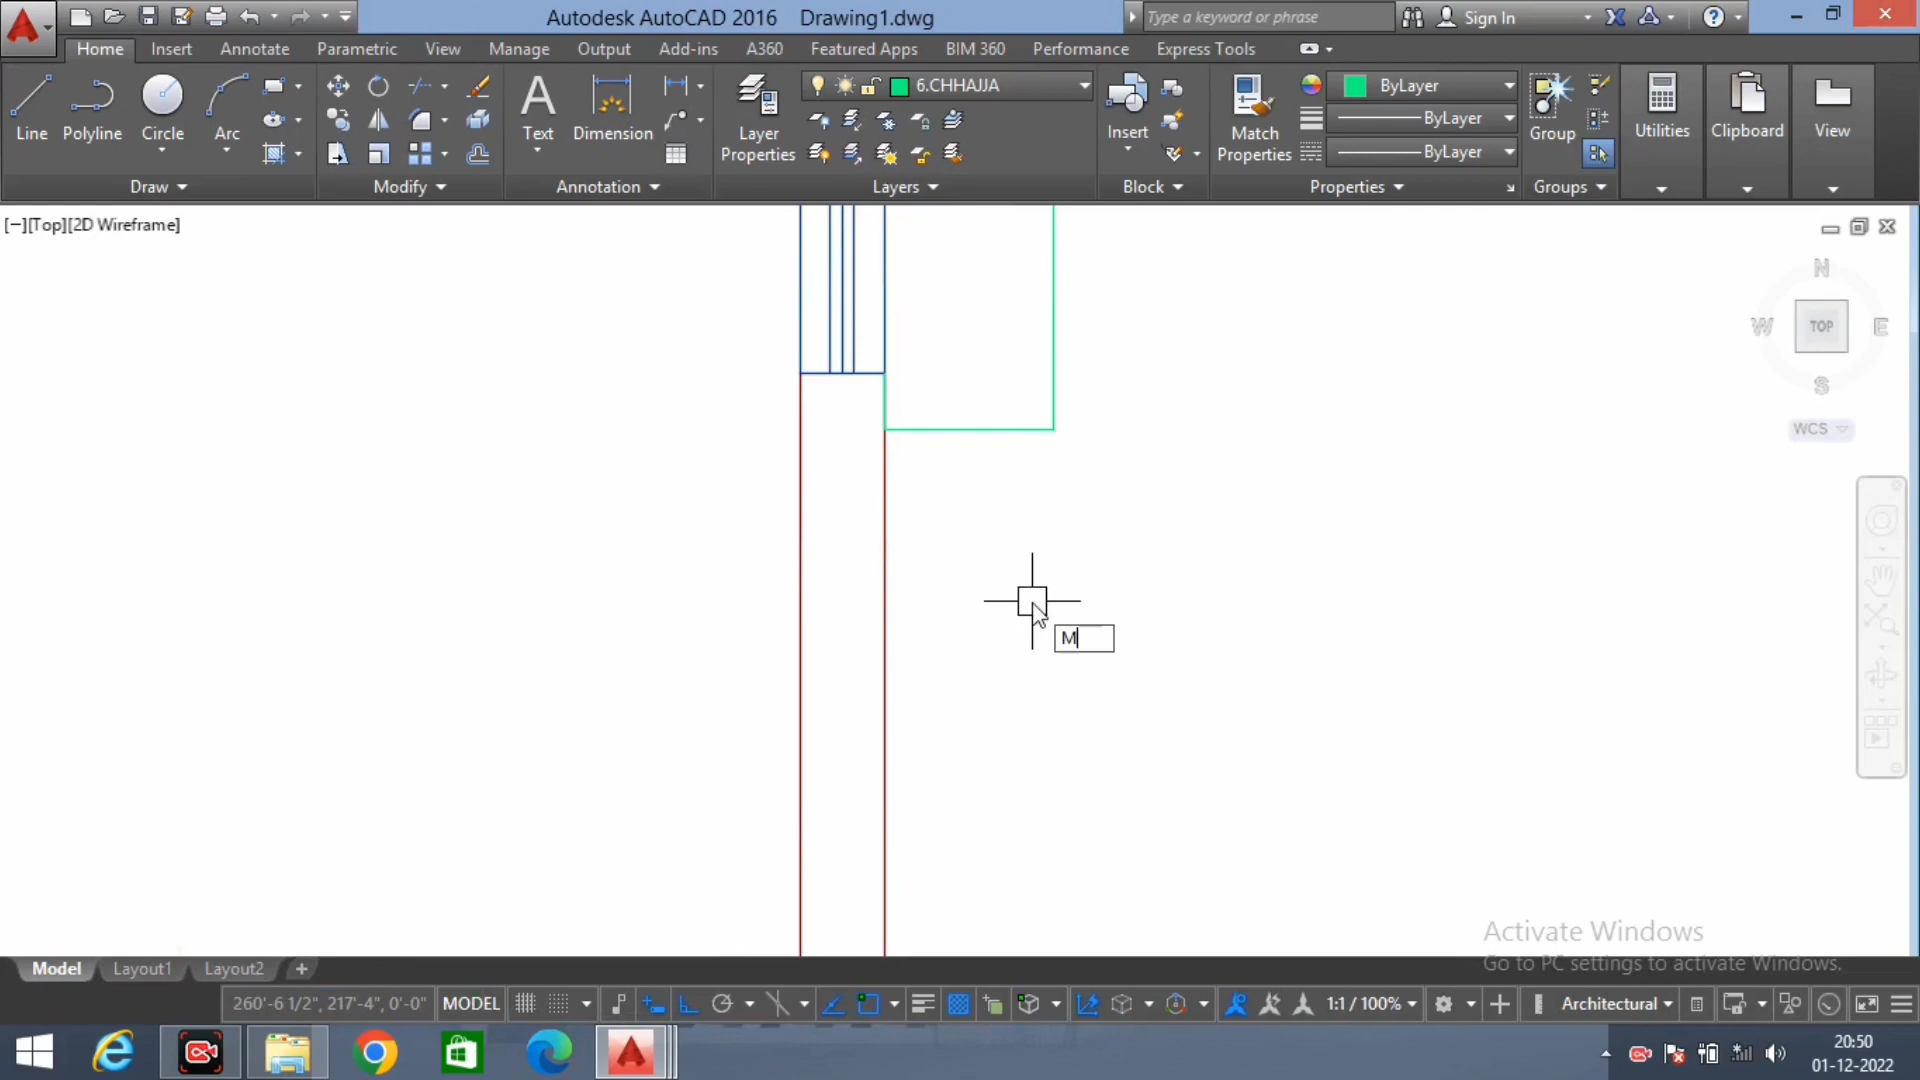 Autodesk AutoCAD 2016 Drawing1.dwg
Type a keyword or phrase
Sign In
Home Insert Annotate Parametric View Manage Output Add-ins A360 Featured Apps BIM 360 Performance Express Tools
6.CHHAJJA
ByLayer
Line Polyline Circle Arc
Text Dimension
Layer Properties
Insert
Match Properties
ByLayer
Group
Utilities Clipboard View
ByLayer
Draw Modify Annotation Layers Block Properties Groups
[−][Top][2D Wireframe]
N
W TOP E
S
WCS
M
Activate Windows
Go to PC settings to activate Windows.
Model Layout1 Layout2 +
260'-6 1/2", 217'-4", 0'-0" MODEL 1:1 / 100% Architectural
20:50
01-12-2022